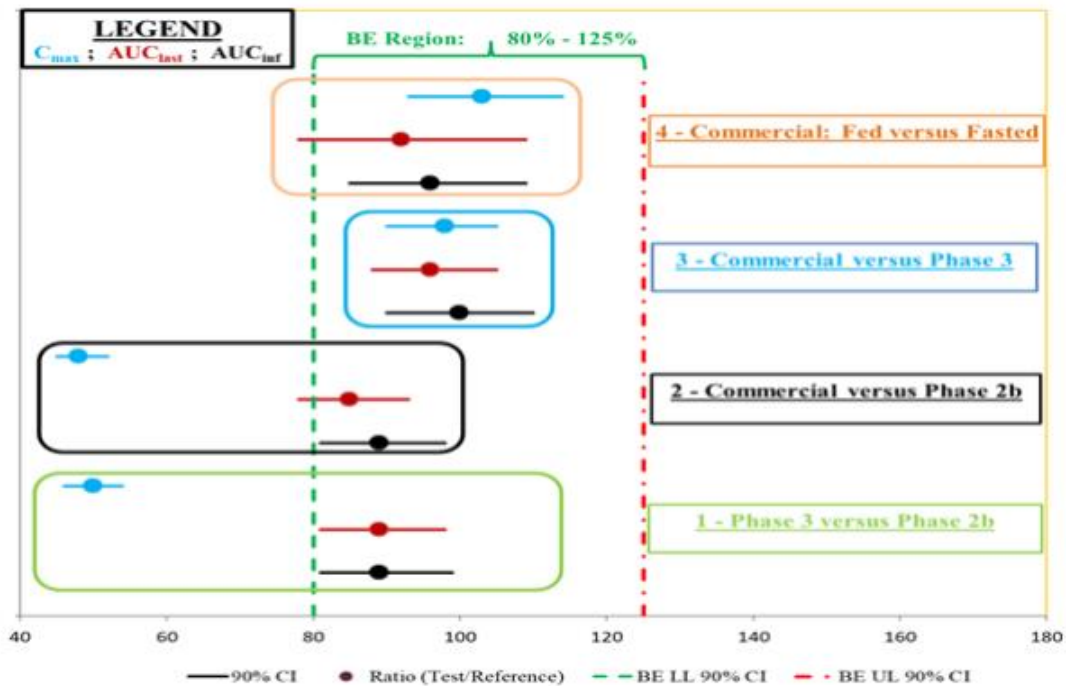 LEGEND
Cmax ; AUClast ; AUCinf
BE Region: 80% - 125%
4 - Commercial: Fed versus Fasted
3 - Commercial versus Phase 3
2 - Commercial versus Phase 2b
1 - Phase 3 versus Phase 2b
40 60 80 100 120 140 160 180
90% CI Ratio (Test/Reference) BE LL 90% CI BE UL 90% CI